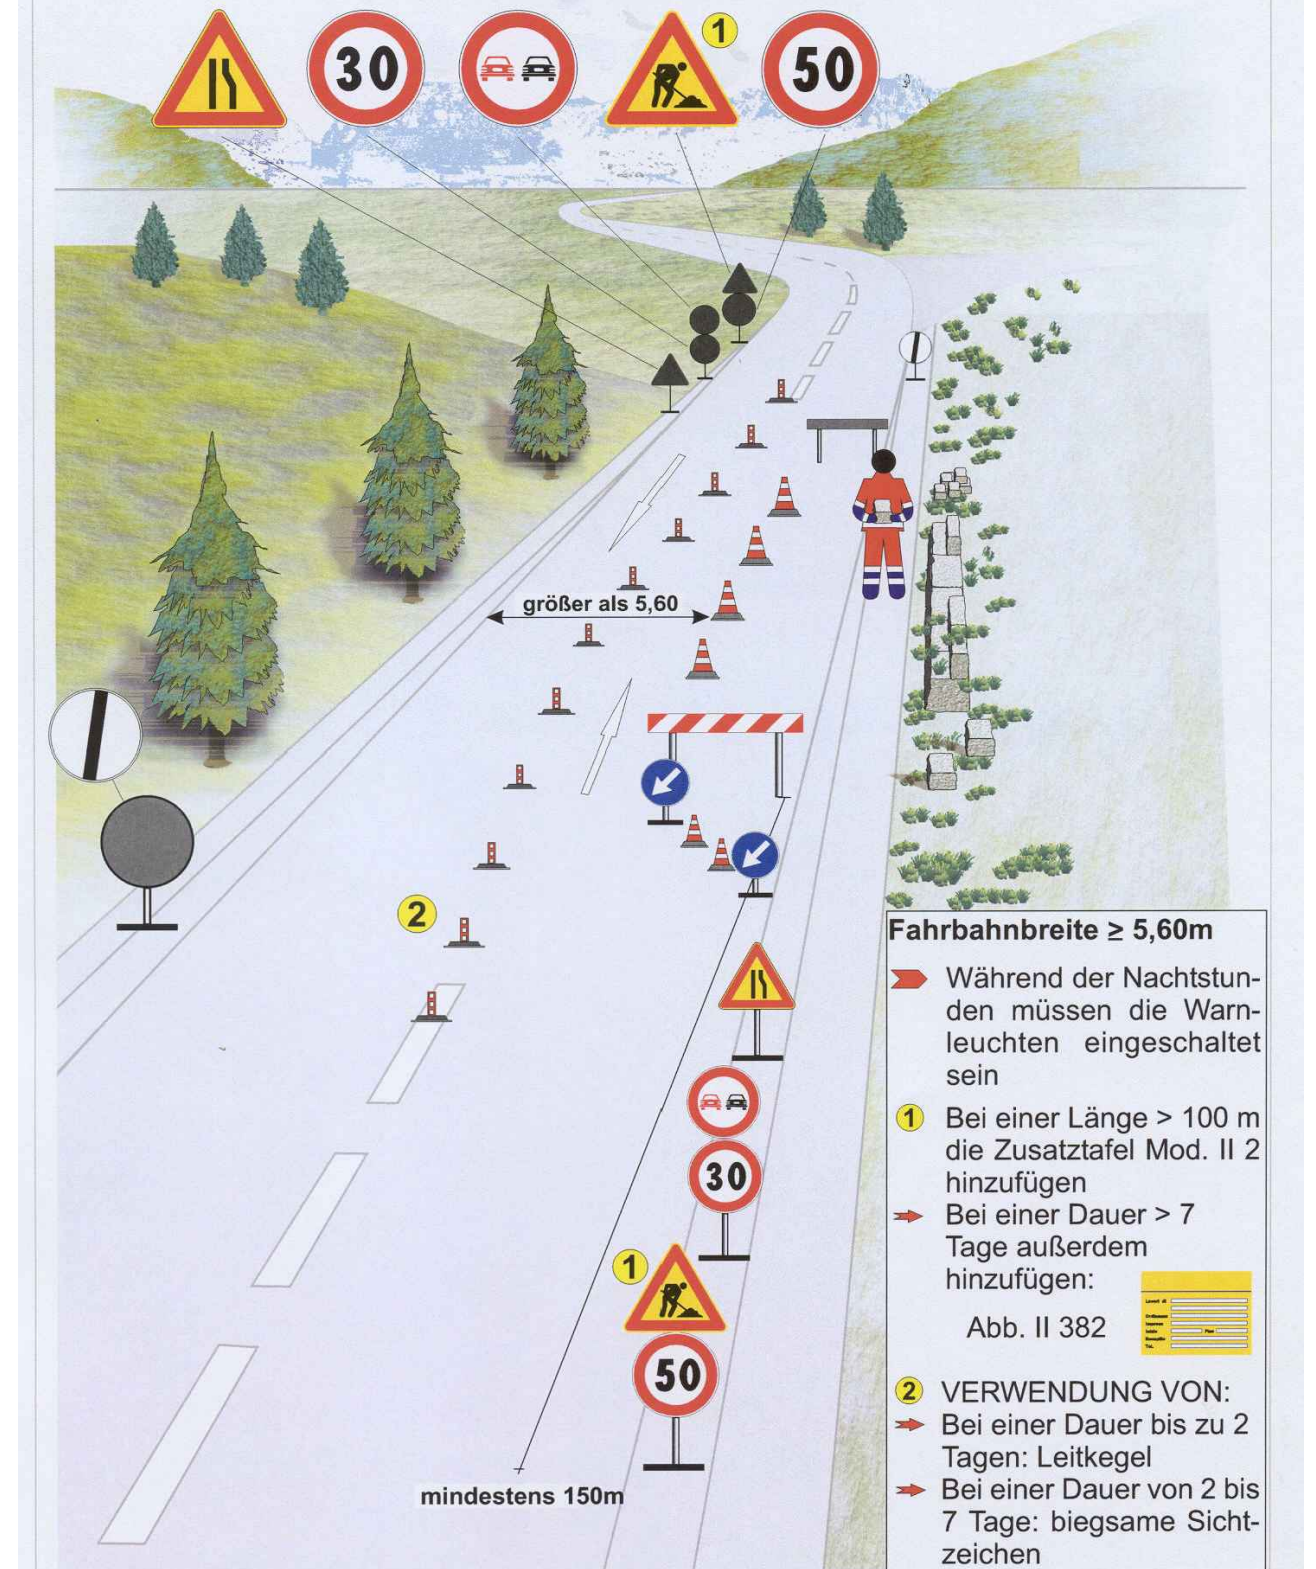 30
1
50
größer als 5,60
2
30
1
50
mindestens 150m
Fahrbahnbreite ≥ 5,60m
Während der Nachtstun-
den müssen die Warn-
leuchten eingeschaltet
sein
1 Bei einer Länge > 100 m
die Zusatztafel Mod. II 2
hinzufügen
Bei einer Dauer > 7
Tage außerdem
hinzufügen:
Abb. II 382
2 VERWENDUNG VON:
Bei einer Dauer bis zu 2
Tagen: Leitkegel
Bei einer Dauer von 2 bis
7 Tage: biegsame Sicht-
zeichen